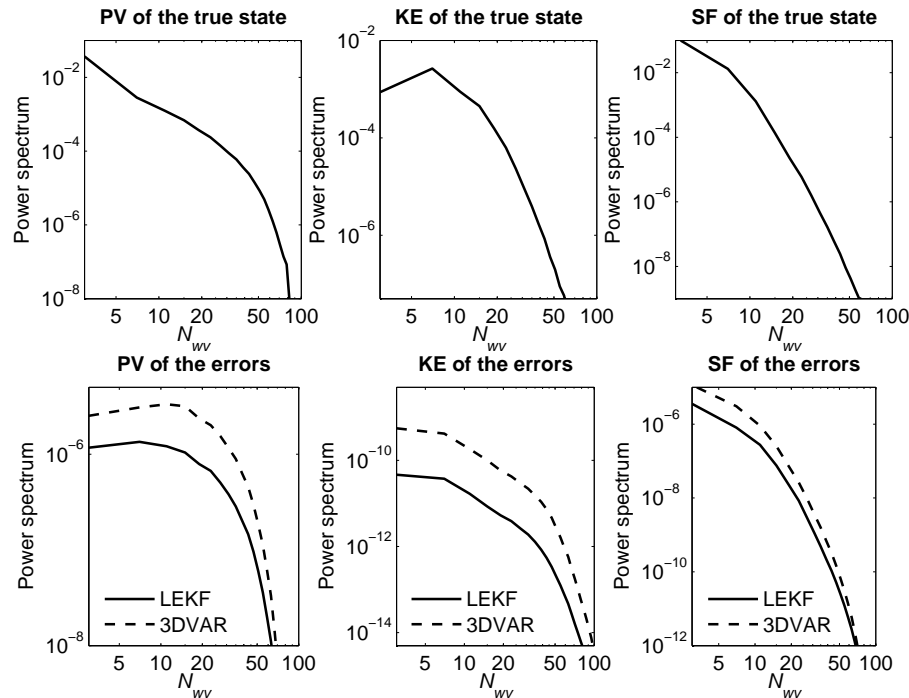 PV of the true state
Power spectrum
10^-2
10^-4
10^-6
10^-8
5 10 20 50 100
N_wv
KE of the true state
Power spectrum
10^-2
10^-4
10^-6
5 10 20 50 100
N_wv
SF of the true state
Power spectrum
10^-2
10^-4
10^-6
10^-8
5 10 20 50 100
N_wv
PV of the errors
Power spectrum
10^-6
10^-8
LEKF
3DVAR
5 10 20 50 100
N_wv
KE of the errors
Power spectrum
10^-10
10^-12
10^-14
LEKF
3DVAR
5 10 20 50 100
N_wv
SF of the errors
Power spectrum
10^-6
10^-8
10^-10
10^-12
LEKF
3DVAR
5 10 20 50 100
N_wv